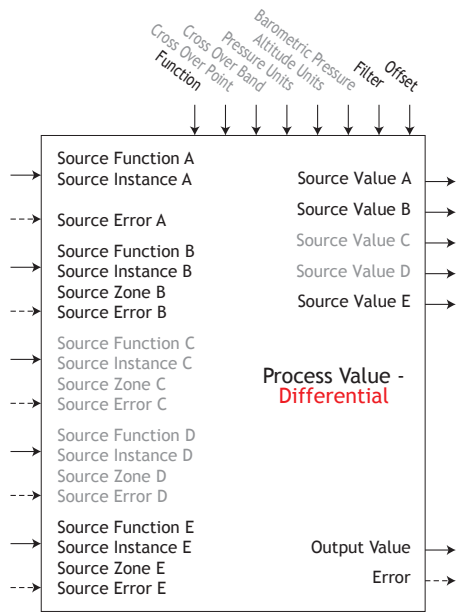 Function
Cross Over Point
Cross Over Band
Pressure Units
Altitude Units
Barometric Pressure
Filter
Offset
Source Function A
Source Instance A
Source Error A
Source Function B
Source Instance B
Source Zone B
Source Error B
Source Function C
Source Instance C
Source Zone C
Source Error C
Source Function D
Source Instance D
Source Zone D
Source Error D
Source Function E
Source Instance E
Source Zone E
Source Error E
Source Value A
Source Value B
Source Value C
Source Value D
Source Value E
Process Value -
Differential
Output Value
Error